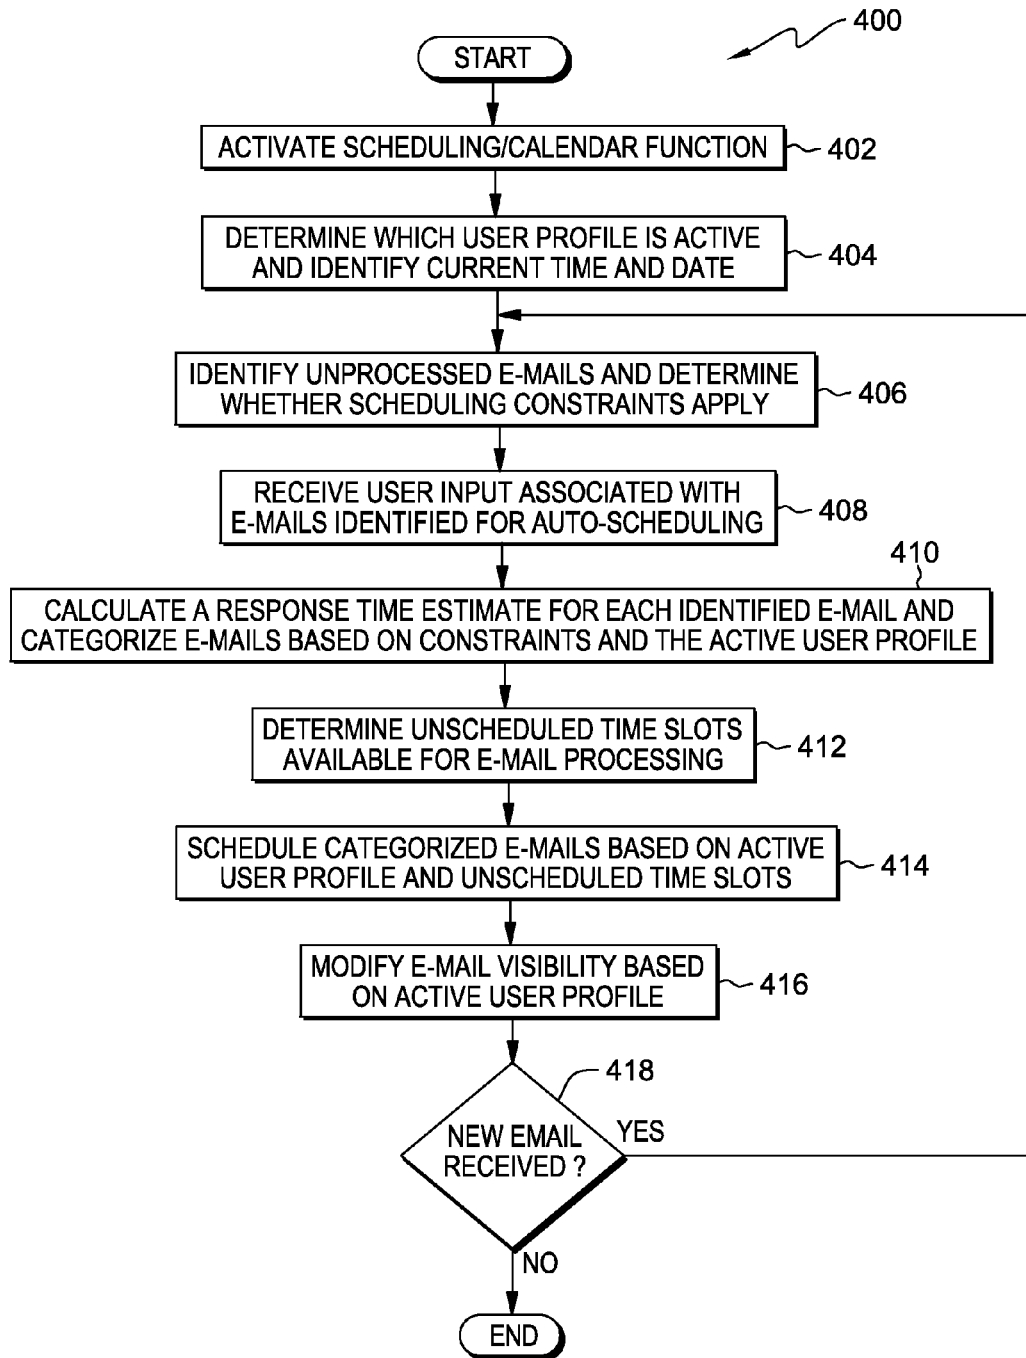 400
START
ACTIVATE SCHEDULING/CALENDAR FUNCTION
402
DETERMINE WHICH USER PROFILE IS ACTIVE
AND IDENTIFY CURRENT TIME AND DATE
404
IDENTIFY UNPROCESSED E-MAILS AND DETERMINE
WHETHER SCHEDULING CONSTRAINTS APPLY
406
RECEIVE USER INPUT ASSOCIATED WITH
E-MAILS IDENTIFIED FOR AUTO-SCHEDULING
408
410
CALCULATE A RESPONSE TIME ESTIMATE FOR EACH IDENTIFIED E-MAIL AND
CATEGORIZE E-MAILS BASED ON CONSTRAINTS AND THE ACTIVE USER PROFILE
DETERMINE UNSCHEDULED TIME SLOTS
AVAILABLE FOR E-MAIL PROCESSING
412
SCHEDULE CATEGORIZED E-MAILS BASED ON ACTIVE
USER PROFILE AND UNSCHEDULED TIME SLOTS
414
MODIFY E-MAIL VISIBILITY BASED
ON ACTIVE USER PROFILE
416
418
NEW EMAIL
RECEIVED ?
YES
NO
END